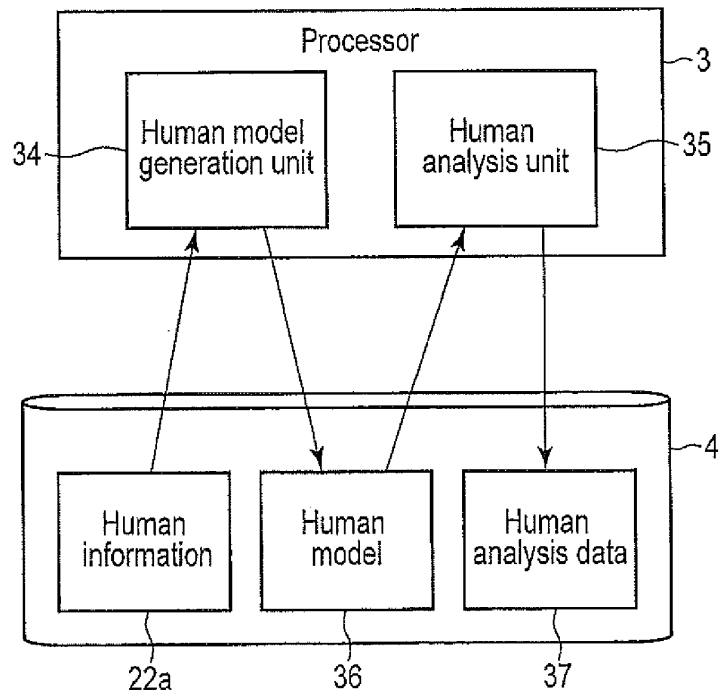 Processor
3
Human model
generation unit
34
Human
analysis unit
35
4
Human
information
Human
model
Human
analysis data
22a
36
37